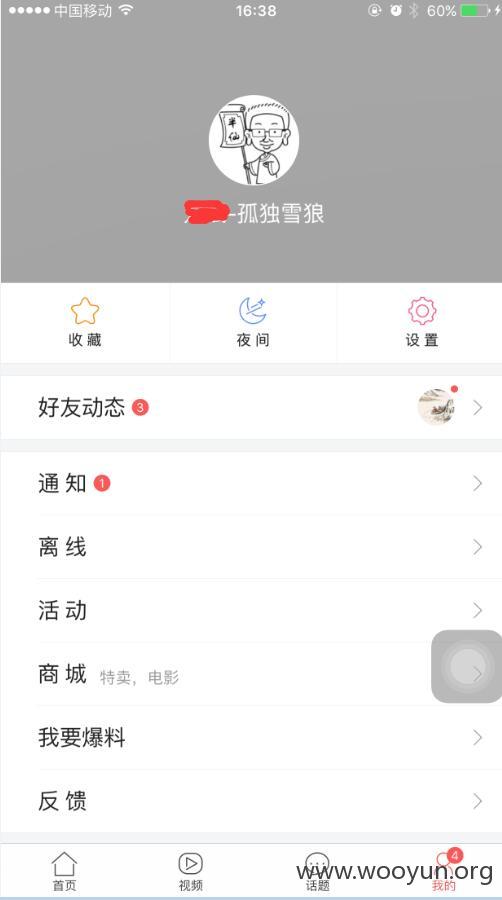 中国移动 16:38 60%
半仙
-孤独雪狼
收藏 夜间 设置
好友动态 3
通知 1
离线
活动
商城 特卖，电影
我要爆料
反馈
4
首页 视频 话题 我的
www.wooyun.org